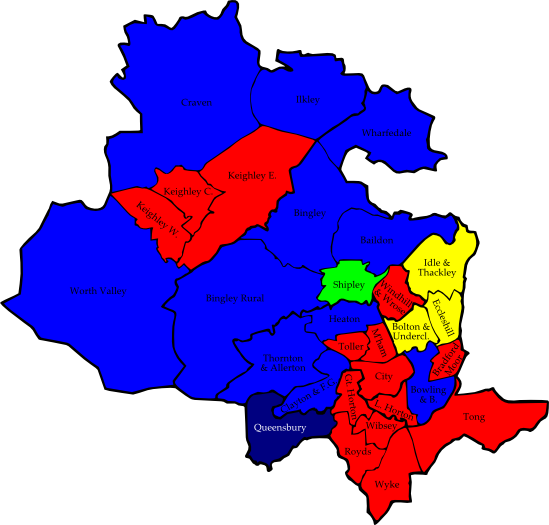 Craven
Ilkley
Wharfedale
Keighley E.
Keighley C.
Keighley W.
Bingley
Baildon
Idle &
Thackley
Worth Valley
Bingley Rural
Shipley
Windhill
& Wrose
Eccleshill
Heaton
Bolton &
Undercl.
Toller
M'ham
Bradford
Moor
Thornton
& Allerton
City
Clayton & F.G.
Gt. Horton
Bowling
& B.
L. Horton
Queensbury
Wibsey
Tong
Royds
Wyke